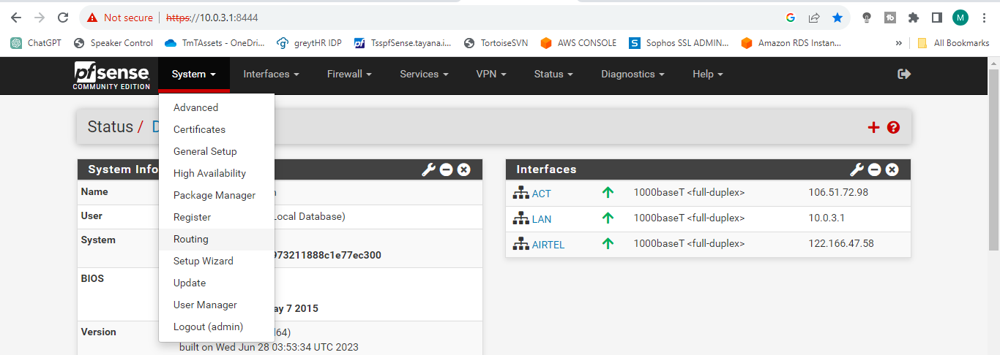 Not secure | https://10.0.3.1:8444
M
ChatGPT Speaker Control TmTAssets - OneDri... greytHR IDP TsspfSense.tayana.i... TortoiseSVN AWS CONSOLE Sophos SSL ADMIN... Amazon RDS Instan... » All Bookmarks
pfsense COMMUNITY EDITION
System Interfaces Firewall Services VPN Status Diagnostics Help
Advanced
Certificates
General Setup
High Availability
Package Manager
Register
Routing
Setup Wizard
Update
User Manager
Logout (admin)
Status / D
System Info
Name
User Local Database)
System
973211888c1e77ec300
BIOS
ay 7 2015
Version 64)
built on Wed Jun 28 03:53:34 UTC 2023
Interfaces
ACT 1000baseT <full-duplex> 106.51.72.98
LAN 1000baseT <full-duplex> 10.0.3.1
AIRTEL 1000baseT <full-duplex> 122.166.47.58